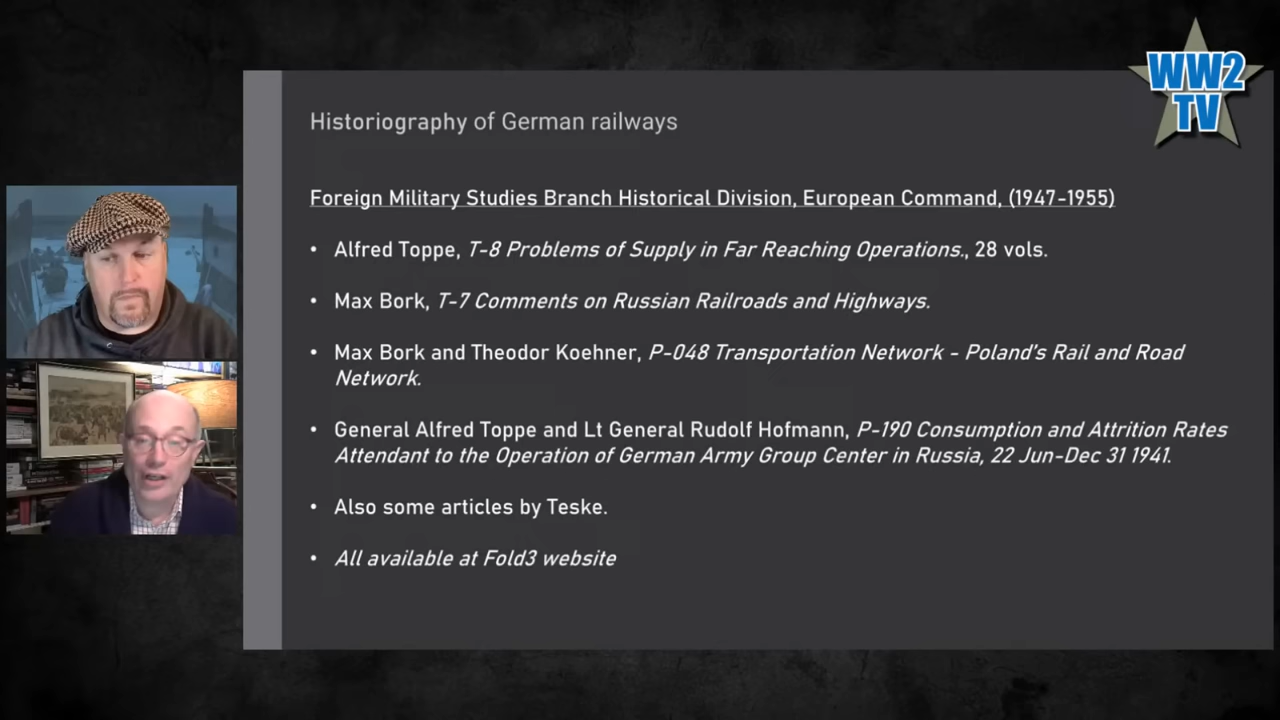 WW2
TV
Historiography of German railways
Foreign Military Studies Branch Historical Division, European Command, (1947-1955)
• Alfred Toppe, T-8 Problems of Supply in Far Reaching Operations., 28 vols.
• Max Bork, T-7 Comments on Russian Railroads and Highways.
• Max Bork and Theodor Koehner, P-048 Transportation Network - Poland's Rail and Road
Network.
• General Alfred Toppe and Lt General Rudolf Hofmann, P-190 Consumption and Attrition Rates
Attendant to the Operation of German Army Group Center in Russia, 22 Jun-Dec 31 1941.
• Also some articles by Teske.
• All available at Fold3 website